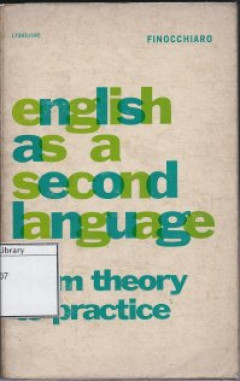 FINOCCHIARO
english
as a
second
language
m theory
practice
Library
07